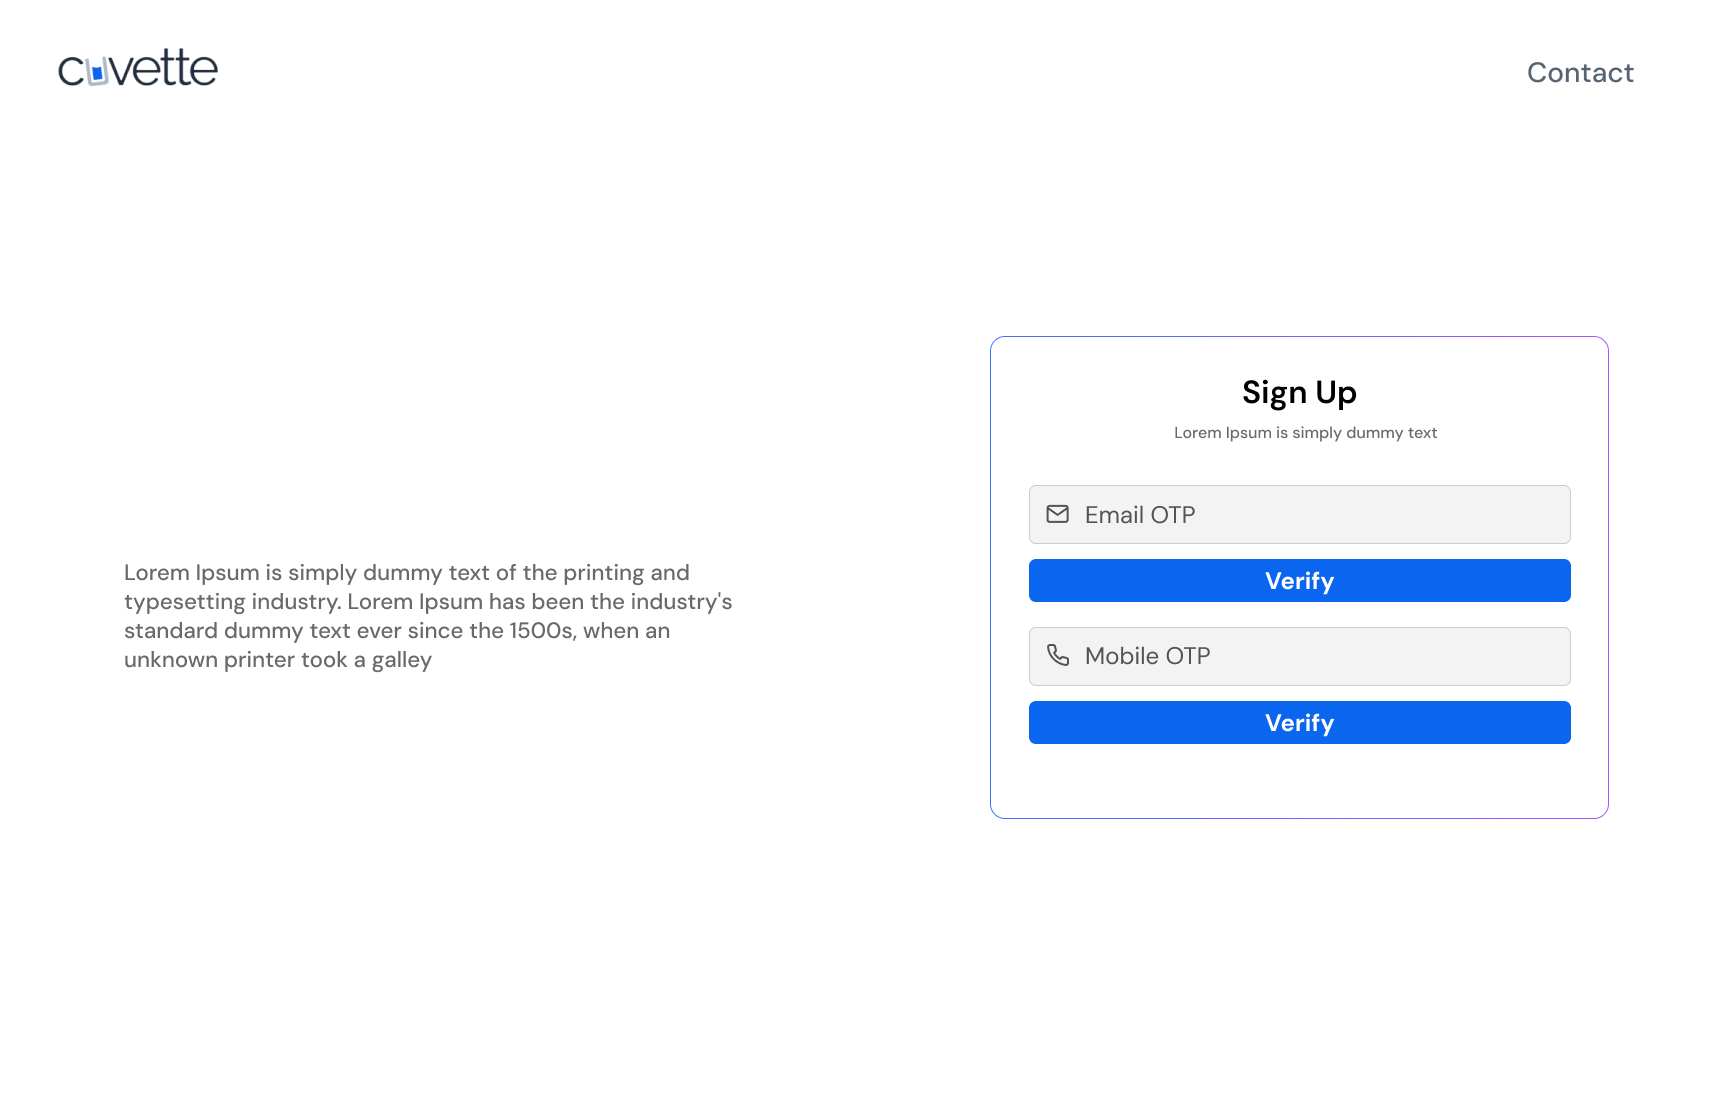 cuvette
Contact
Lorem Ipsum is simply dummy text of the printing and
typesetting industry. Lorem Ipsum has been the industry's
standard dummy text ever since the 1500s, when an
unknown printer took a galley
Sign Up
Lorem Ipsum is simply dummy text
Email OTP
Verify
Mobile OTP
Verify